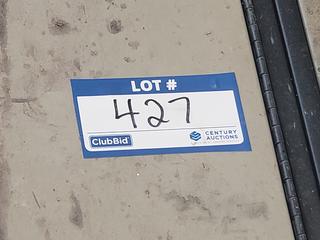 LOT #
427
ClubBid
CENTURY
AUCTIONS